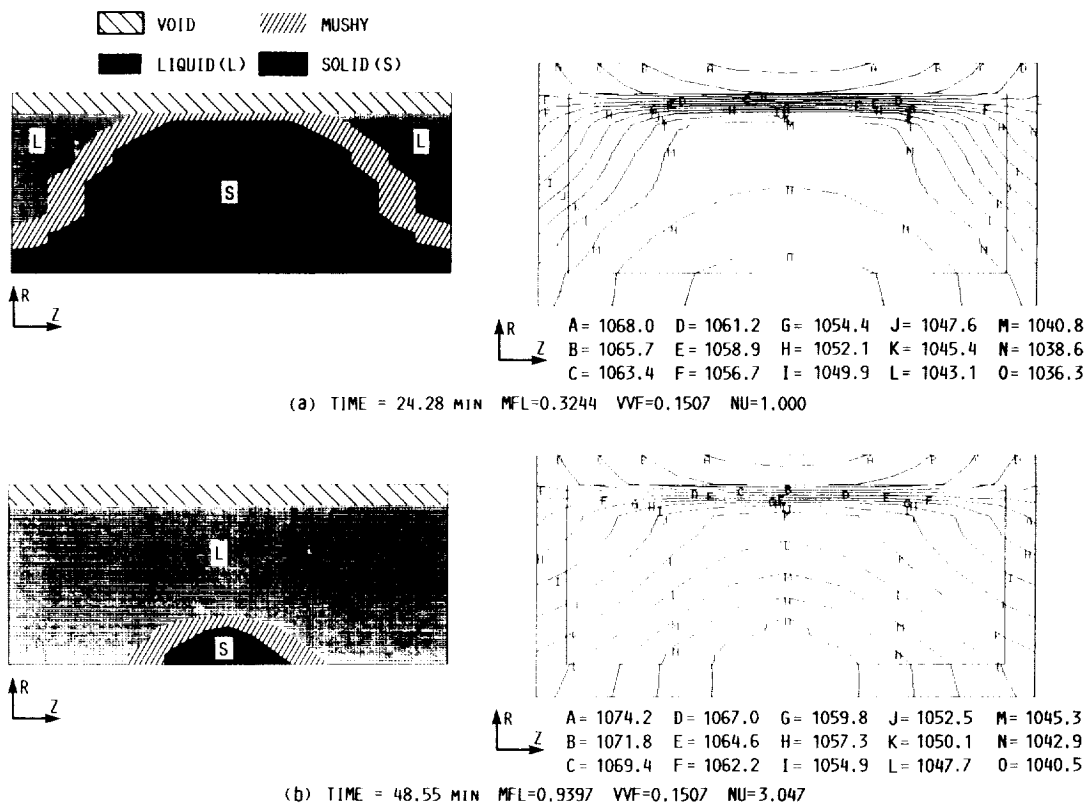 VOID MUSHY
LIQUID(L) SOLID(S)
L L
S
R
Z
R
Z
A= 1068.0 D= 1061.2 G= 1054.4 J= 1047.6 M= 1040.8
B= 1065.7 E= 1058.9 H= 1052.1 K= 1045.4 N= 1038.6
C= 1063.4 F= 1056.7 I= 1049.9 L= 1043.1 O= 1036.3
(a) TIME = 24.28 MIN MFL=0.3244 VVF=0.1507 NU=1.000
L
S
R
Z
R
Z
A= 1074.2 D= 1067.0 G= 1059.8 J= 1052.5 M= 1045.3
B= 1071.8 E= 1064.6 H= 1057.3 K= 1050.1 N= 1042.9
C= 1069.4 F= 1062.2 I= 1054.9 L= 1047.7 O= 1040.5
(b) TIME = 48.55 MIN MFL=0.9397 VVF=0.1507 NU=3.047